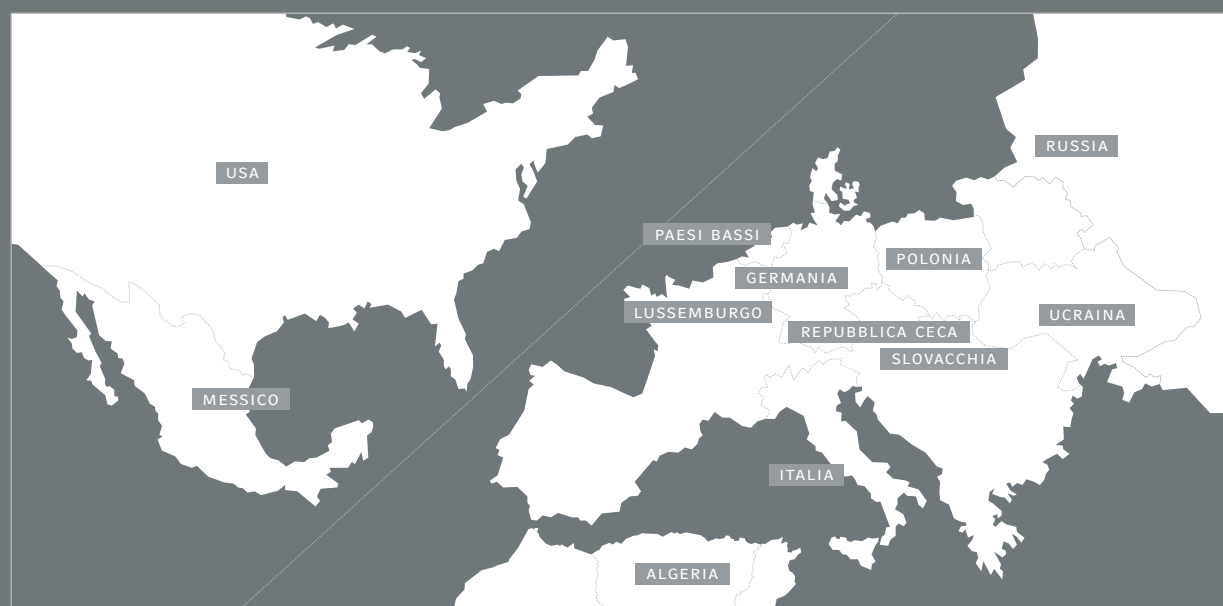 RUSSIA
USA
PAESI BASSI
POLONIA
GERMANIA
LUSSEMBURGO
UCRAINA
REPUBBLICA CECA
SLOVACCHIA
MESSICO
ITALIA
ALGERIA